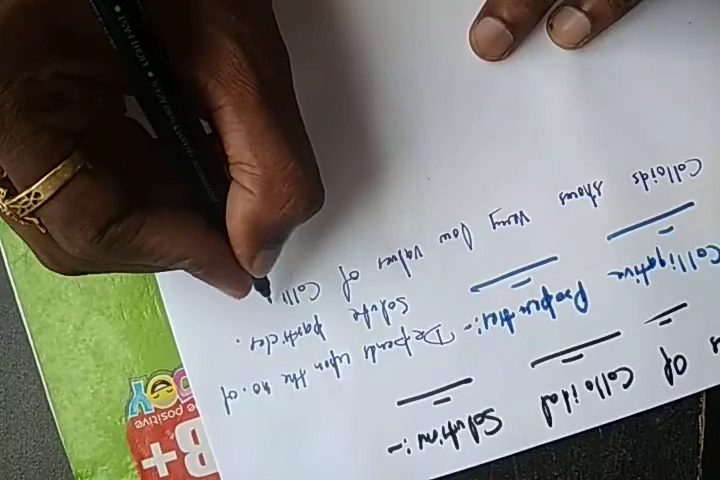 s of Colloidal Solution:-
Colligative Properties:- Depends upon the no. of
solute particles.
Colloids shows very low values of Colli
B+
e positive